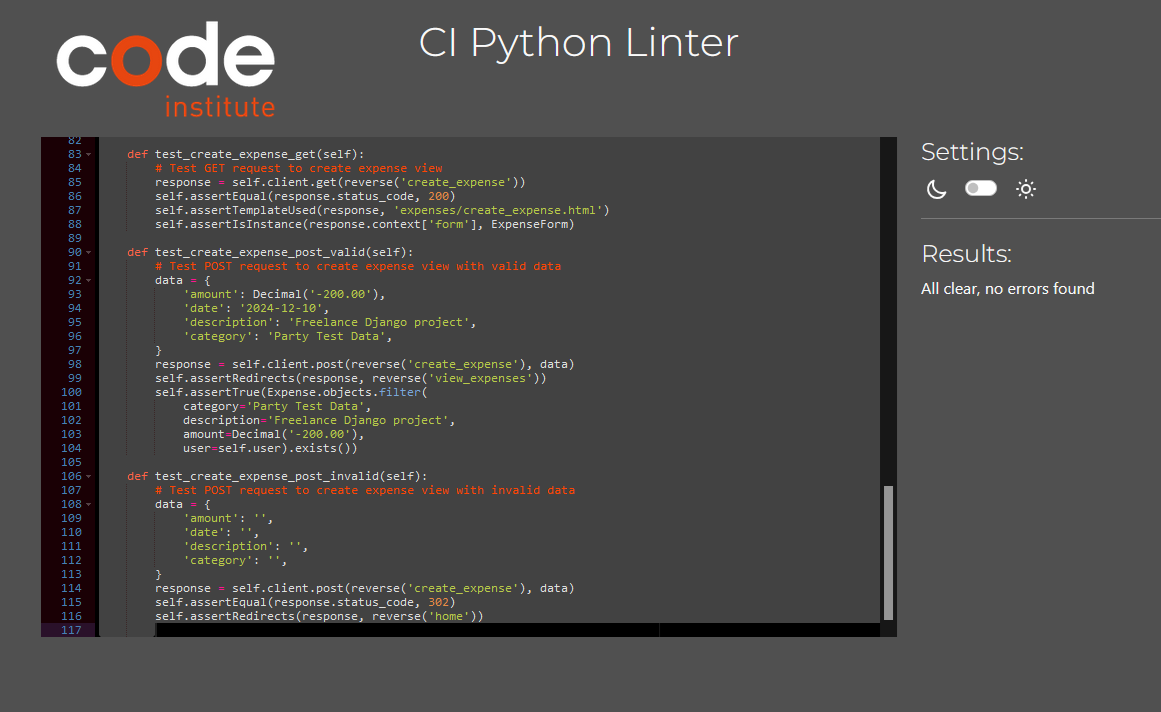 code
institute
CI Python Linter
82
83 def test_create_expense_get(self):
84 # Test GET request to create expense view
85 response = self.client.get(reverse('create_expense'))
86 self.assertEqual(response.status_code, 200)
87 self.assertTemplateUsed(response, 'expenses/create_expense.html')
88 self.assertIsInstance(response.context['form'], ExpenseForm)
89
90 def test_create_expense_post_valid(self):
91 # Test POST request to create expense view with valid data
92 data = {
93 'amount': Decimal('-200.00'),
94 'date': '2024-12-10',
95 'description': 'Freelance Django project',
96 'category': 'Party Test Data',
97 }
98 response = self.client.post(reverse('create_expense'), data)
99 self.assertRedirects(response, reverse('view_expenses'))
100 self.assertTrue(Expense.objects.filter(
101 category='Party Test Data',
102 description='Freelance Django project',
103 amount=Decimal('-200.00'),
104 user=self.user).exists())
105
106 def test_create_expense_post_invalid(self):
107 # Test POST request to create expense view with invalid data
108 data = {
109 'amount': '',
110 'date': '',
111 'description': '',
112 'category': '',
113 }
114 response = self.client.post(reverse('create_expense'), data)
115 self.assertEqual(response.status_code, 302)
116 self.assertRedirects(response, reverse('home'))
117
Settings:
Results:
All clear, no errors found